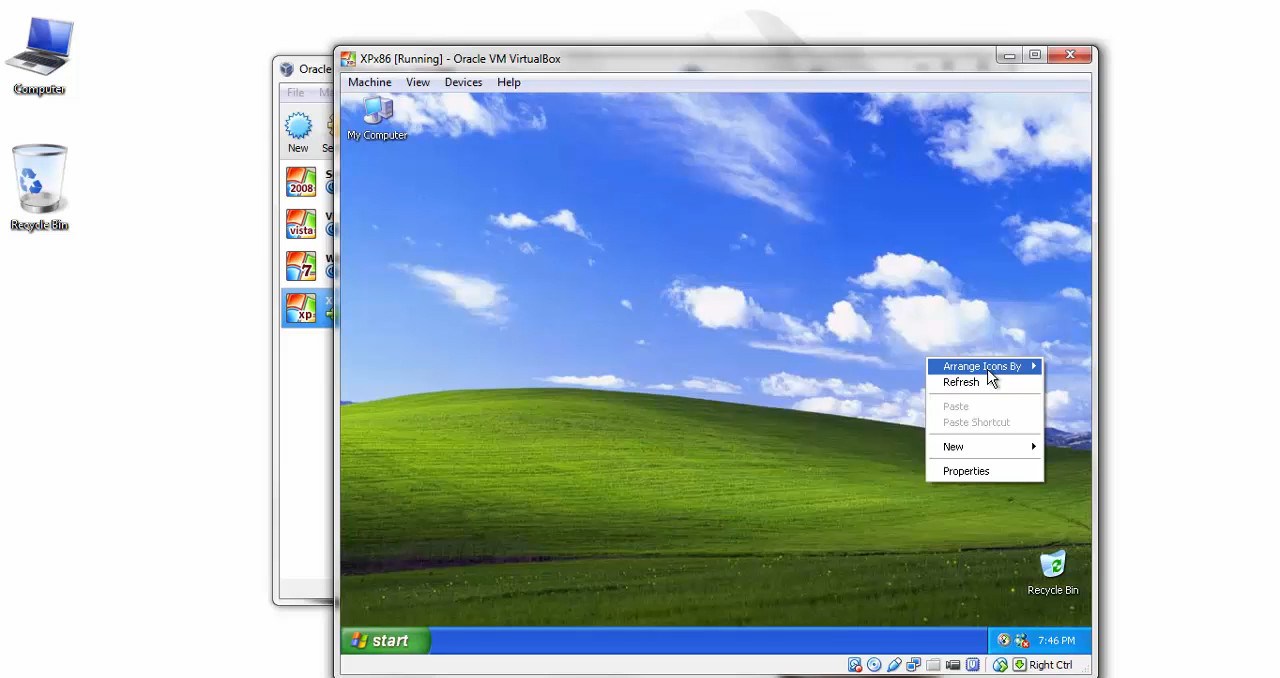 Computer
Recycle Bin
Oracle
File
New
2008
vista
7
xp
XPx86 [Running] - Oracle VM VirtualBox
Machine View Devices Help
My Computer
Arrange Icons By
Refresh
Paste
Paste Shortcut
New
Properties
Recycle Bin
start
7:46 PM
Right Ctrl